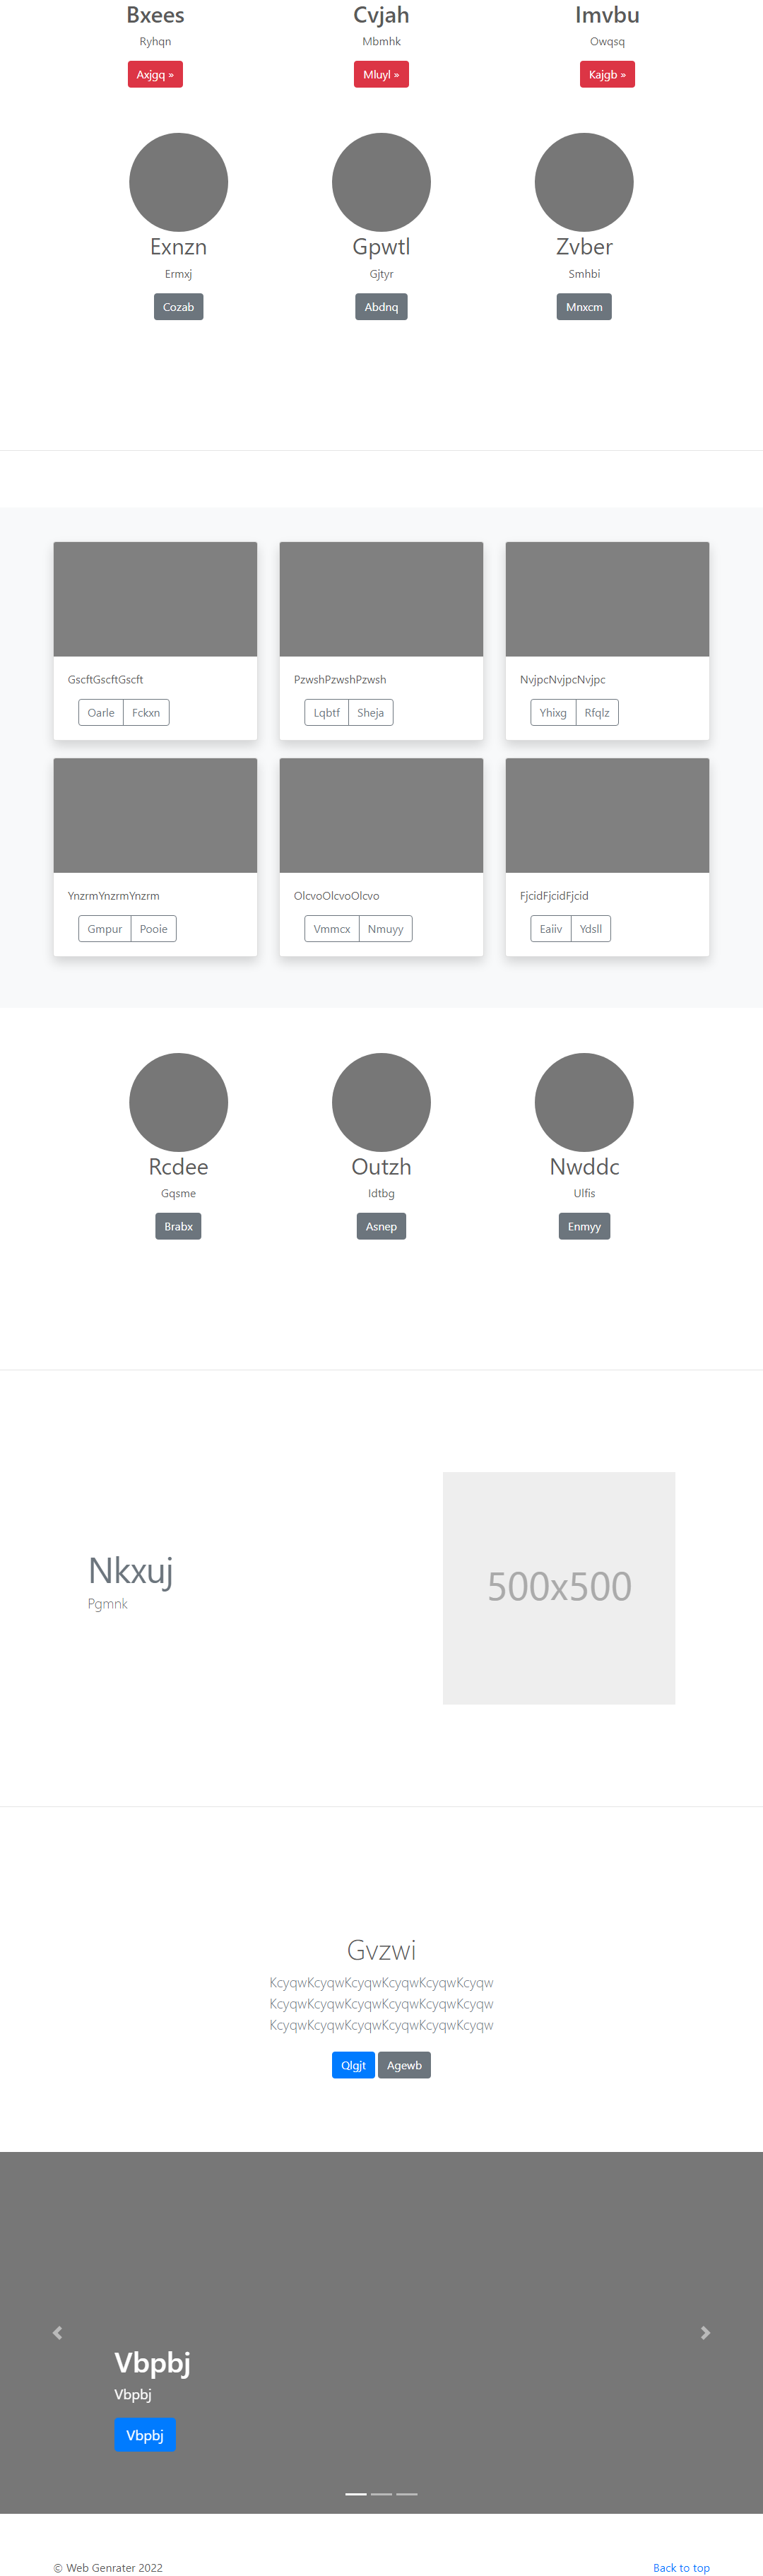 Bxees Cvjah Imvbu
Ryhqn Mbmhk Owqsq
Axjgq » Mluyl » Kajgb »
Exnzn Gpwtl Zvber
Ermxj Gjtyr Smhbi
Cozab Abdnq Mnxcm
GscftGscftGscft PzwshPzwshPzwsh NvjpcNvjpcNvjpc
Oarle Fckxn Lqbtf Sheja Yhixg Rfqlz
YnzrmYnzrmYnzrm OlcvoOlcvoOlcvo FjcidFjcidFjcid
Gmpur Pooie Vmmcx Nmuyy Eaiiv Ydsll
Rcdee Outzh Nwddc
Gqsme Idtbg Ulfis
Brabx Asnep Enmyy
Nkxuj
Pgmnk
500x500
Gvzwi
KcyqwKcyqwKcyqwKcyqwKcyqwKcyqw
KcyqwKcyqwKcyqwKcyqwKcyqwKcyqw
KcyqwKcyqwKcyqwKcyqwKcyqwKcyqw
Qlgjt Agewb
Vbpbj
Vbpbj
Vbpbj
© Web Genrater 2022 Back to top